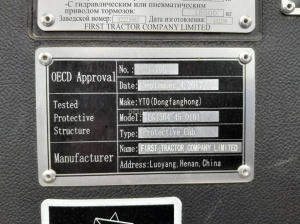 -С гидравлическим или пневматическим
приводом тормозов:
Заводской номер: Дата изготовления
FIRST TRACTOR COMPANY LIMITED
OECD Approval
No.:
Date:
Tested
Protective
Structure
Make:YTO(Dongfanghong)
Model:
Type: Protective Cab
Manufacturer
Name: FIRST TRACTOR COMPANY LIMITED
Address:Luoyang,Henan,China